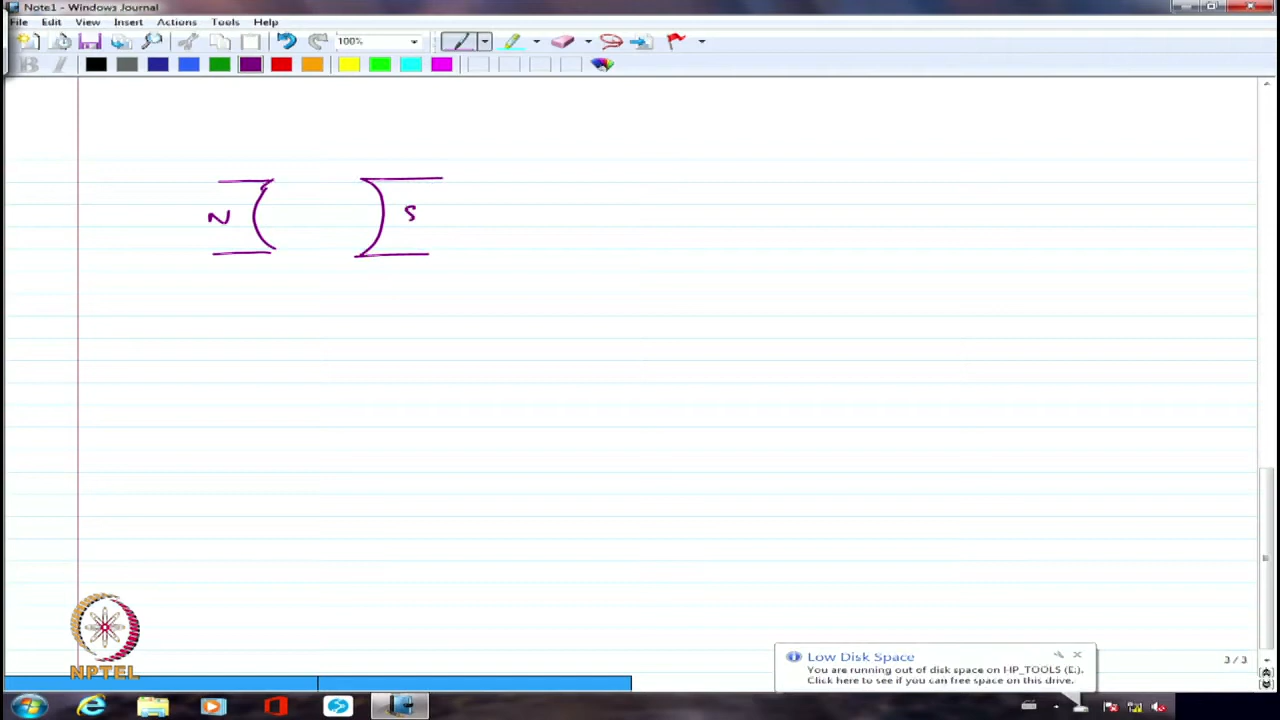 Note1 - Windows Journal
File Edit View Insert Actions Tools Help
100%
B I
N S
NPTEL
Low Disk Space
You are running out of disk space on HP_TOOLS (E:).
Click here to see if you can free space on this drive.
3 / 3